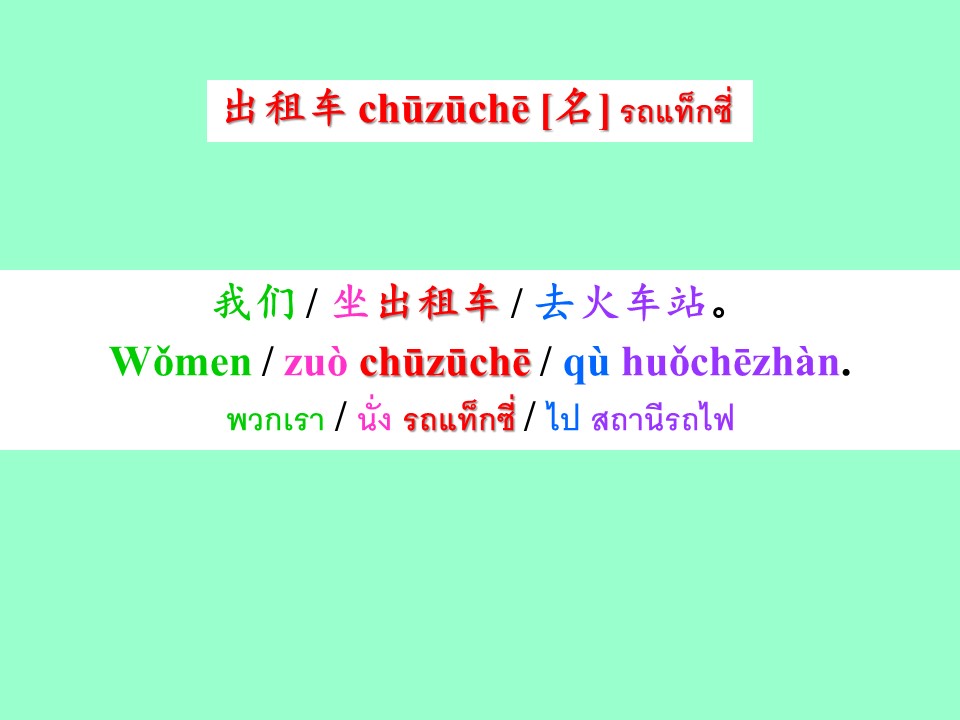 出租车 chūzūchē [名] รถแท็กซี่
我们 / 坐出租车 / 去火车站。
Wǒmen / zuò chūzūchē / qù huǒchēzhàn.
พวกเรา / นั่ง รถแท็กซี่ / ไป สถานีรถไฟ